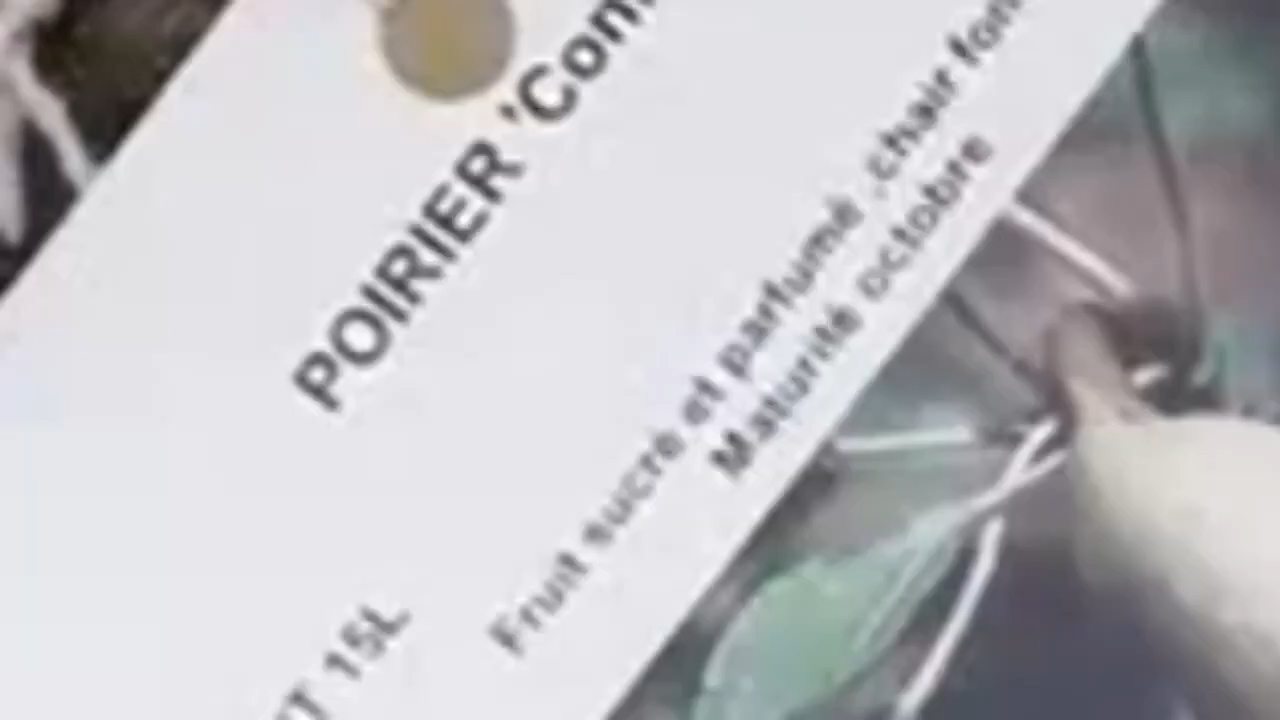 POIRIER 'Com
Fruit sucré et parfumé , chair fon
Maturité octobre
T 15L